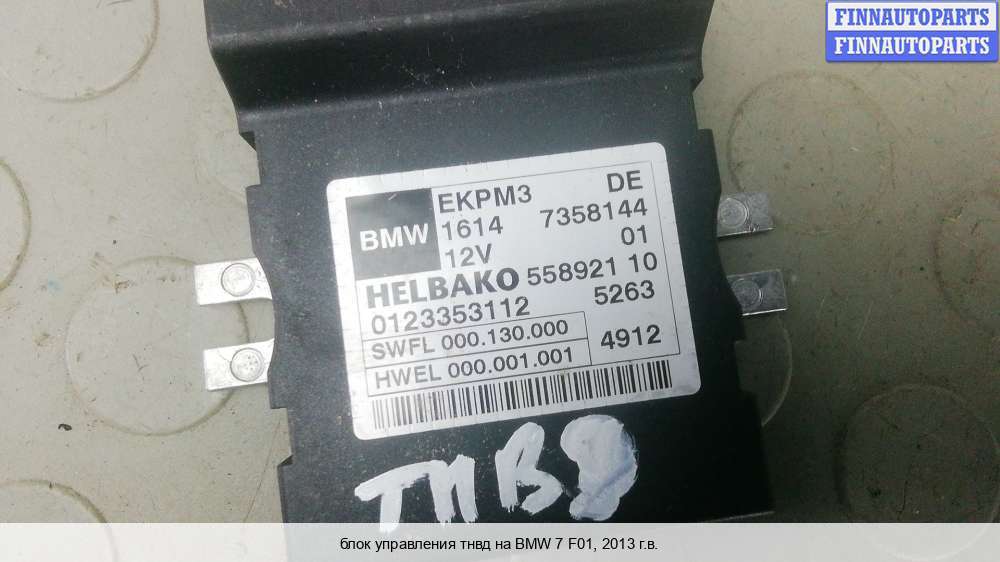 FINNAUTOPARTS
FINNAUTOPARTS
BMW
EKPM3 DE
1614 7358144
12V 01
HELBAKO 558921 10
0123353112 5263
SWFL 000.130.000
HWEL 000.001.001
4912
ТНВД
блок управления тнвд на BMW 7 F01, 2013 г.в.